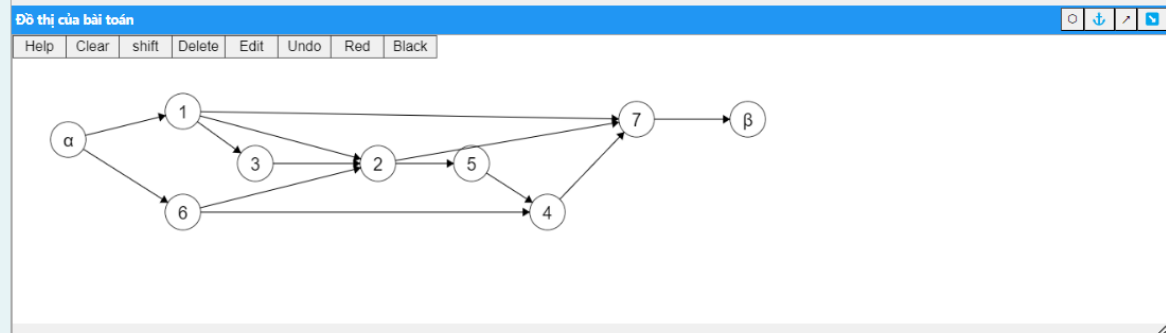 Đồ thị của bài toán
Help Clear shift Delete Edit Undo Red Black
1 7 β
α
3 2 5
6 4